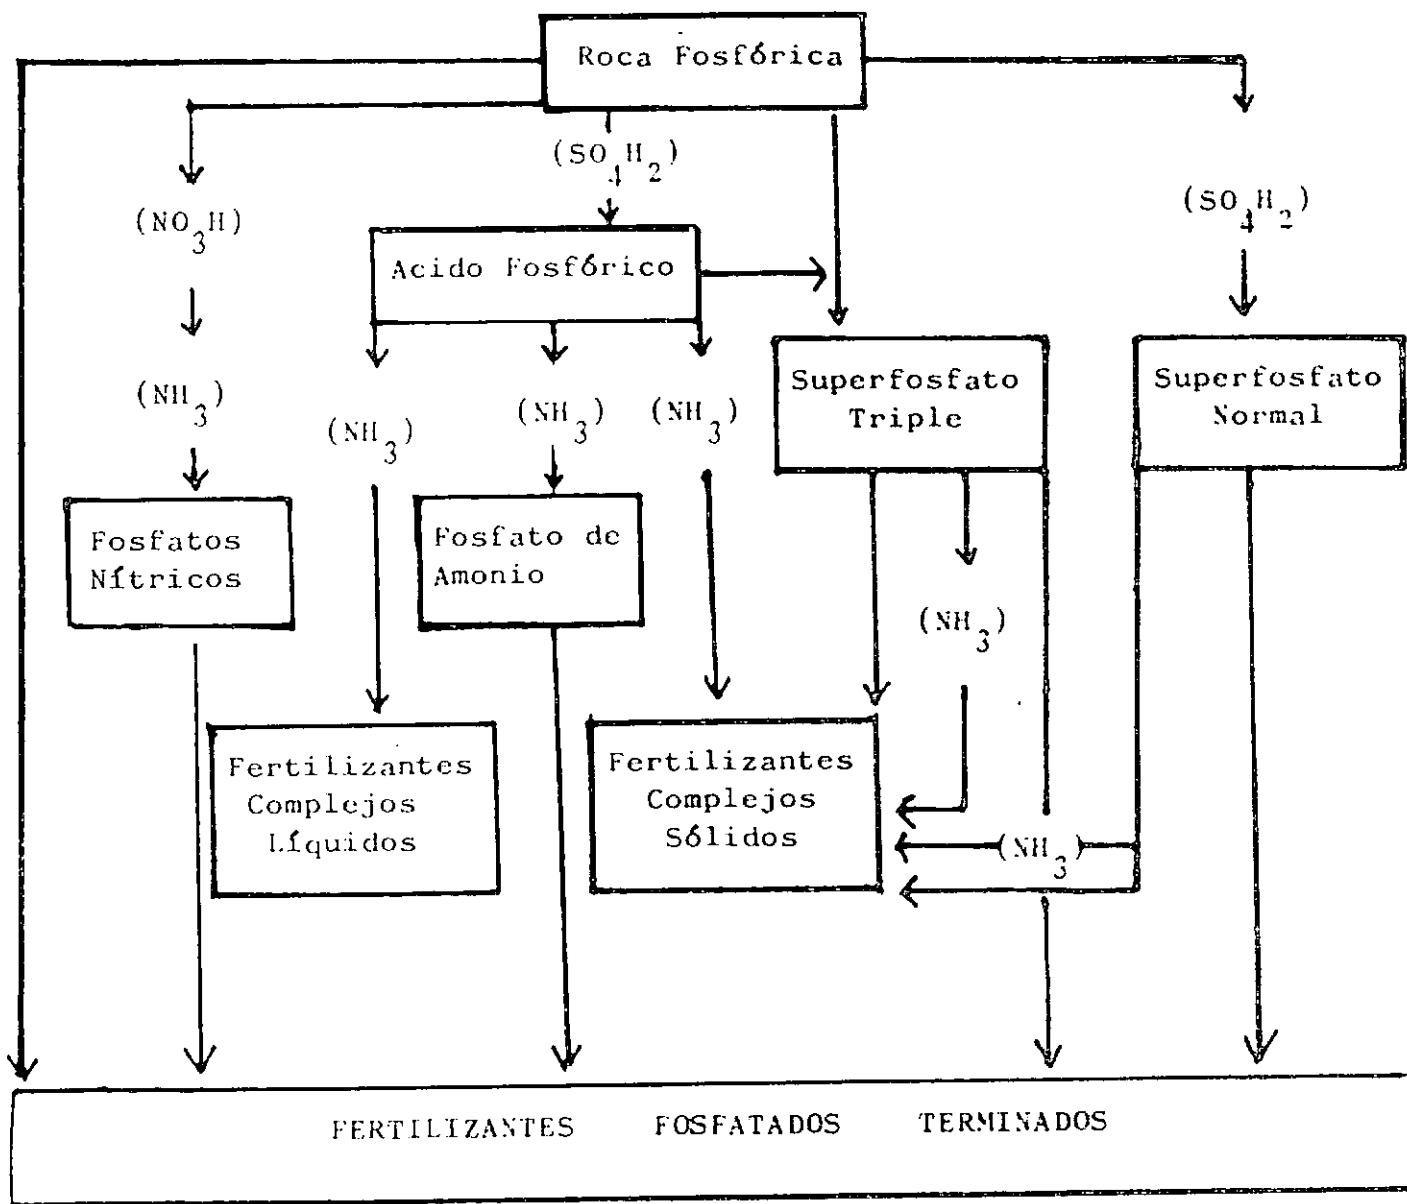 Roca Fosfórica
(SO4H2)
(SO4H2)
(NO3H)
Acido Fosfórico
Superfosfato
Triple
Superfosfato
Normal
(NH3)
(NH3)
(NH3)
(NH3)
Fosfatos
Nítricos
Fosfato de
Amonio
(NH3)
Fertilizantes
Complejos
Líquidos
Fertilizantes
Complejos
Sólidos
(NH3)
FERTILIZANTES FOSFATADOS TERMINADOS